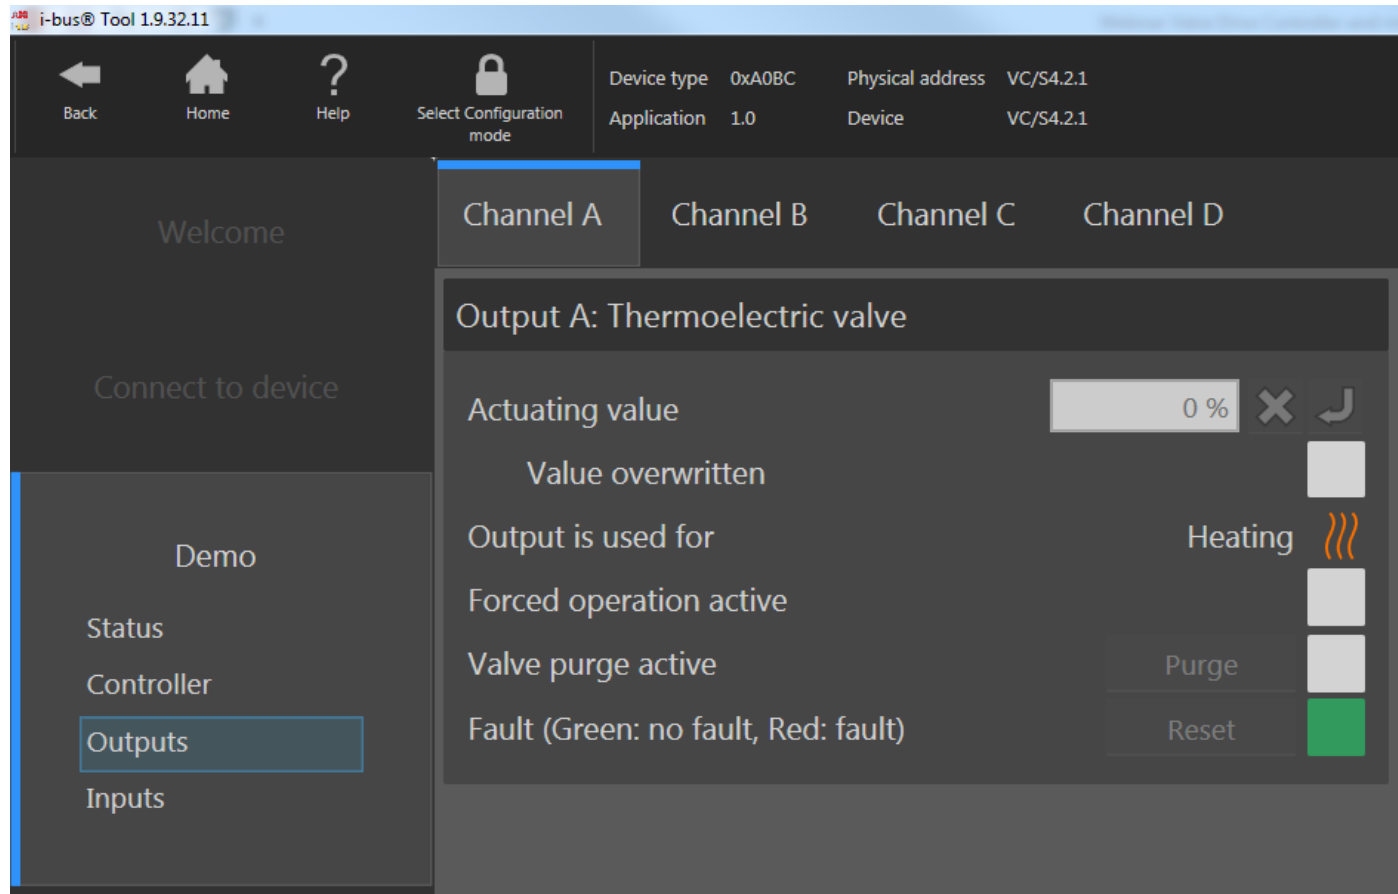 i-bus® Tool 1.9.32.11
Back
Home
Help
Select Configuration
mode
Device type 0xA0BC
Physical address VC/S4.2.1
Application 1.0
Device VC/S4.2.1
Welcome
Connect to device
Demo
Status
Controller
Outputs
Inputs
Channel A
Channel B
Channel C
Channel D
Output A: Thermoelectric valve
Actuating value 0 %
Value overwritten
Output is used for Heating
Forced operation active
Valve purge active Purge
Fault (Green: no fault, Red: fault) Reset